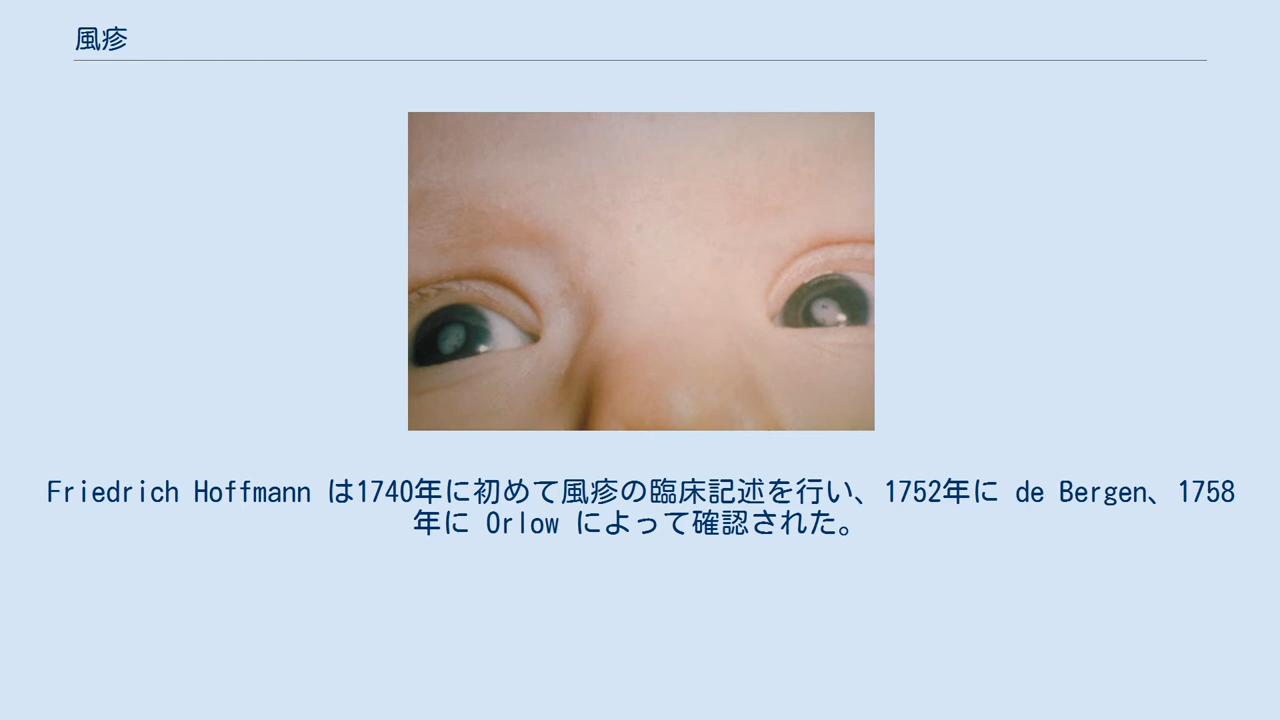 風疹
Friedrich Hoffmann は1740年に初めて風疹の臨床記述を行い、1752年に de Bergen、1758
年に Orlow によって確認された。